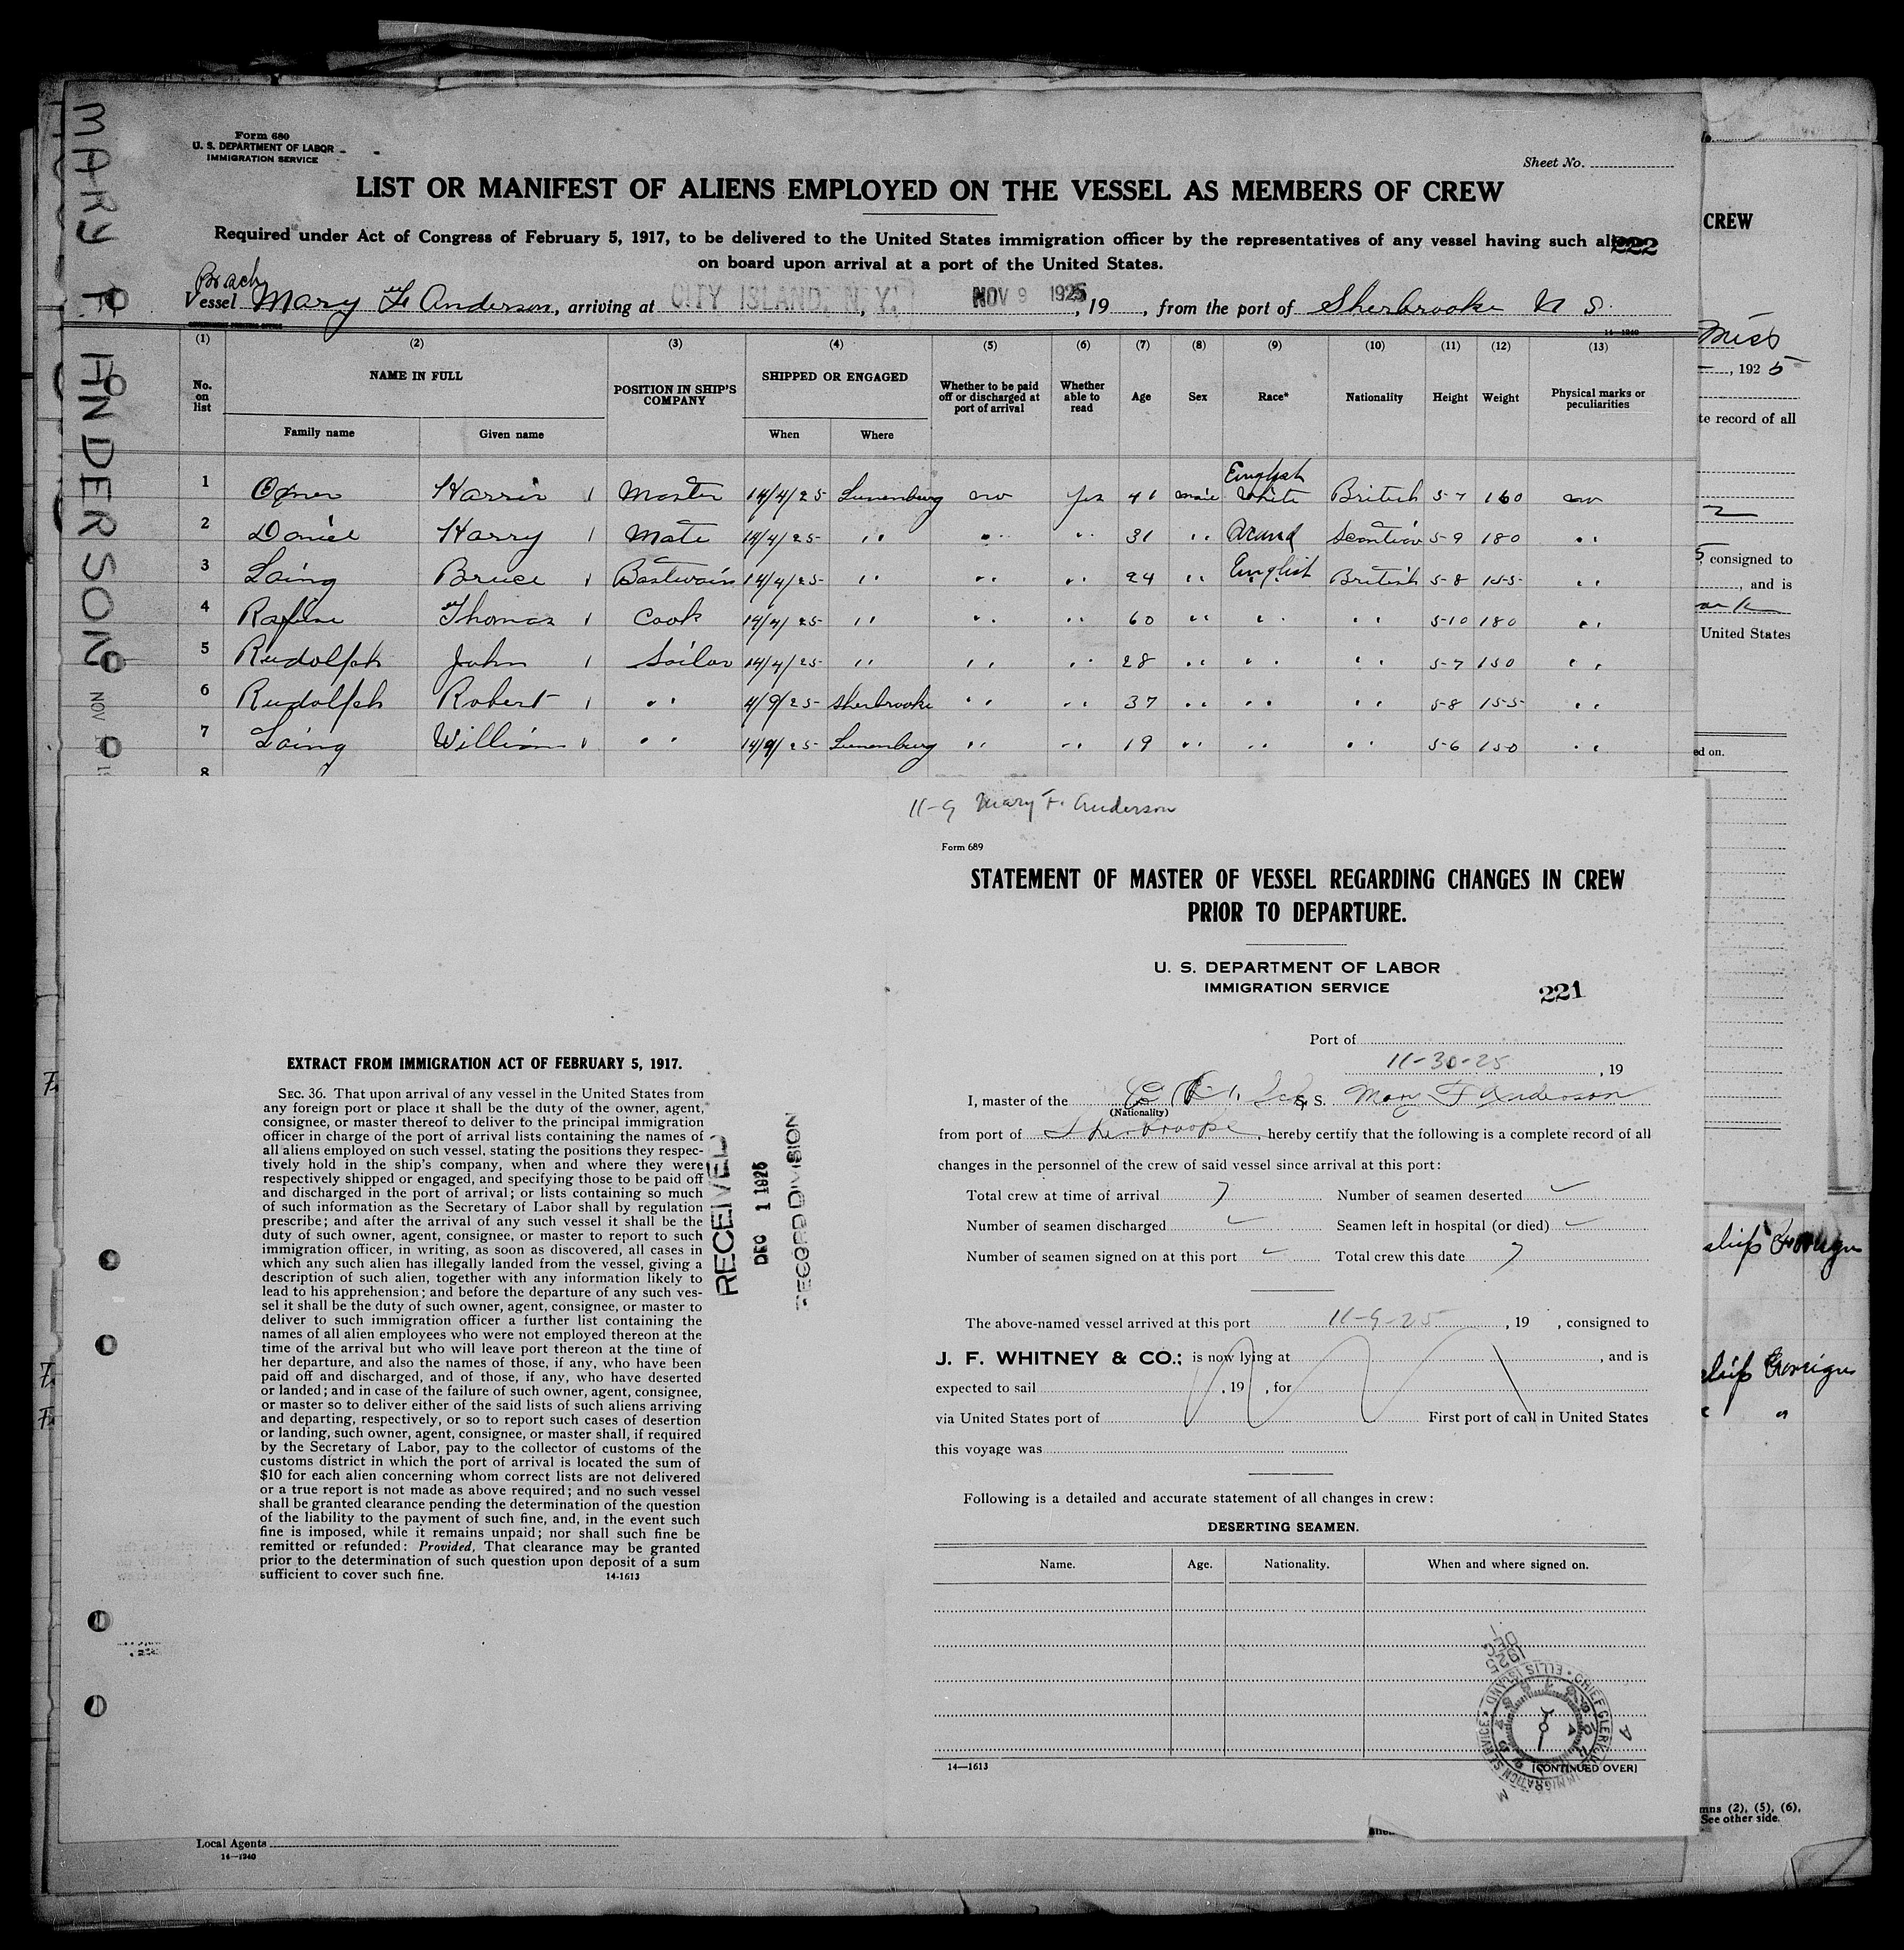 MARY F ANDERSON
Form 680
U. S. DEPARTMENT OF LABOR
IMMIGRATION SERVICE
Sheet No.
LIST OR MANIFEST OF ALIENS EMPLOYED ON THE VESSEL AS MEMBERS OF CREW
Required under Act of Congress of February 5, 1917, to be delivered to the United States immigration officer by the representatives of any vessel having such
222
on board upon arrival at a port of the United States.
Vessel Mary F Anderson, arriving at CITY ISLAND, N.Y., NOV 9 1925, 19 , from the port of Sherbrooke N S.
14—1240
(1) (2) (3) (4) (5) (6) (7) (8) (9) (10) (11) (12) (13)
No. on list NAME IN FULL POSITION IN SHIP'S COMPANY SHIPPED OR ENGAGED Whether to be paid off or discharged at port of arrival Whether able to read Age Sex Race* Nationality Height Weight Physical marks or peculiarities
Family name Given name When Where
English
1 Harris Master 14/4/25 Lunenburg no yes 41 male White British 5-7 160 no
2 Daniel Harry Mate 14/4/25 " " " 31 " 5-9 180 "
3 Laing Bruce Bostwain 14/4/25 " " " 24 " English British 5-8 155 "
4 Thomas Cook 14/4/25 " " " 60 " " " 5-10 180 "
5 Rudolph John Sailor 14/4/25 " " " 28 " " " 5-7 150 "
6 Rudolph Robert " 4/9/25 Sherbrooke " " 37 " " " 5-8 155 "
7 Laing William " 14/9/25 Lunenburg " " 19 " " " 5-6 150 "
8
11-9 Mary F. Anderson
Form 689
STATEMENT OF MASTER OF VESSEL REGARDING CHANGES IN CREW
PRIOR TO DEPARTURE.
U. S. DEPARTMENT OF LABOR
IMMIGRATION SERVICE
221
Port of
11-30-25, 19
I, master of the S. S. Mary F Anderson
(Nationality)
from port of Sherbrooke, hereby certify that the following is a complete record of all
changes in the personnel of the crew of said vessel since arrival at this port:
Total crew at time of arrival 7 Number of seamen deserted
Number of seamen discharged Seamen left in hospital (or died)
Number of seamen signed on at this port Total crew this date 7
The above-named vessel arrived at this port 11-9-25, 19 , consigned to
J. F. WHITNEY & CO.; is now lying at , and is
expected to sail , 19 , for
via United States port of First port of call in United States
this voyage was
Following is a detailed and accurate statement of all changes in crew:
DESERTING SEAMEN.
Name. Age. Nationality. When and where signed on.
14—1613
[CONTINUED OVER]
DEC 1 1925
IMMIGRATION SERVICE • ELLIS ISLAND • CHIEF CLERK
EXTRACT FROM IMMIGRATION ACT OF FEBRUARY 5, 1917.
SEC. 36. That upon arrival of any vessel in the United States from
any foreign port or place it shall be the duty of the owner, agent,
consignee, or master thereof to deliver to the principal immigration
officer in charge of the port of arrival lists containing the names of
all aliens employed on such vessel, stating the positions they respec-
tively hold in the ship's company, when and where they were
respectively shipped or engaged, and specifying those to be paid off
and discharged in the port of arrival; or lists containing so much
of such information as the Secretary of Labor shall by regulation
prescribe; and after the arrival of any such vessel it shall be the
duty of such owner, agent, consignee, or master to report to such
immigration officer, in writing, as soon as discovered, all cases in
which any such alien has illegally landed from the vessel, giving a
description of such alien, together with any information likely to
lead to his apprehension; and before the departure of any such ves-
sel it shall be the duty of such owner, agent, consignee, or master to
deliver to such immigration officer a further list containing the
names of all alien employees who were not employed thereon at the
time of the arrival but who will leave port thereon at the time of
her departure, and also the names of those, if any, who have been
paid off and discharged, and of those, if any, who have deserted
or landed; and in case of the failure of such owner, agent, consignee,
or master so to deliver either of the said lists of such aliens arriving
and departing, respectively, or so to report such cases of desertion
or landing, such owner, agent, consignee, or master shall, if required
by the Secretary of Labor, pay to the collector of customs of the
customs district in which the port of arrival is located the sum of
$10 for each alien concerning whom correct lists are not delivered
or a true report is not made as above required; and no such vessel
shall be granted clearance pending the determination of the question
of the liability to the payment of such fine, and, in the event such
fine is imposed, while it remains unpaid; nor shall such fine be
remitted or refunded: Provided, That clearance may be granted
prior to the determination of such question upon deposit of a sum
sufficient to cover such fine.
14-1613
RECEIVED
DEC 1 1925
RECORD DIVISION
Local Agents
14—1240
CREW
Miss
, 1925
te record of all
consigned to
, and is
United States
ed on.
mns (2), (5), (6),
See other side.